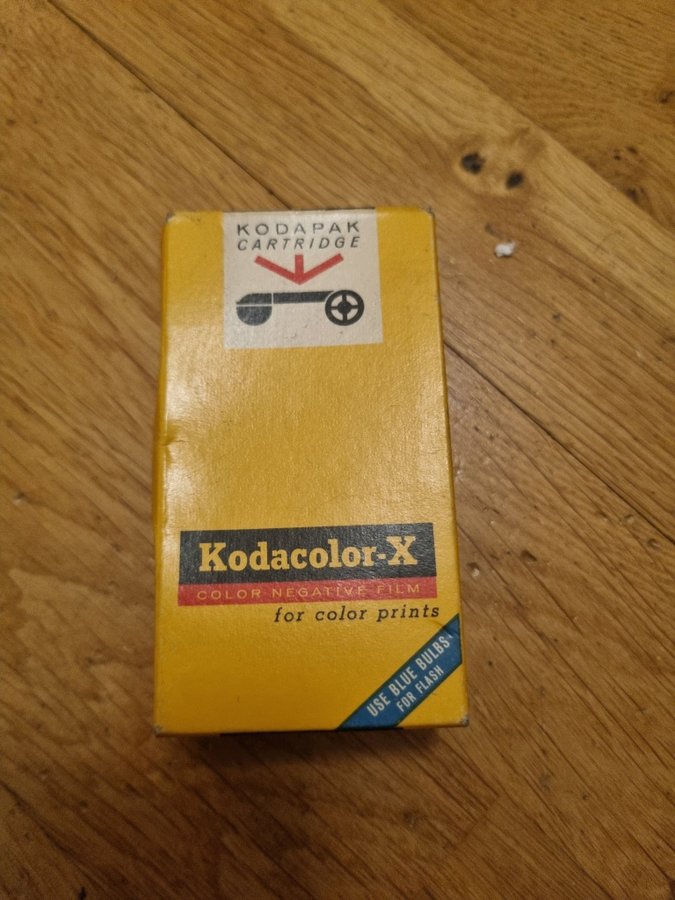 KODAPAK
CARTRIDGE
Kodacolor-X
COLOR NEGATIVE FILM
for color prints
USE BLUE BULBS
FOR FLASH